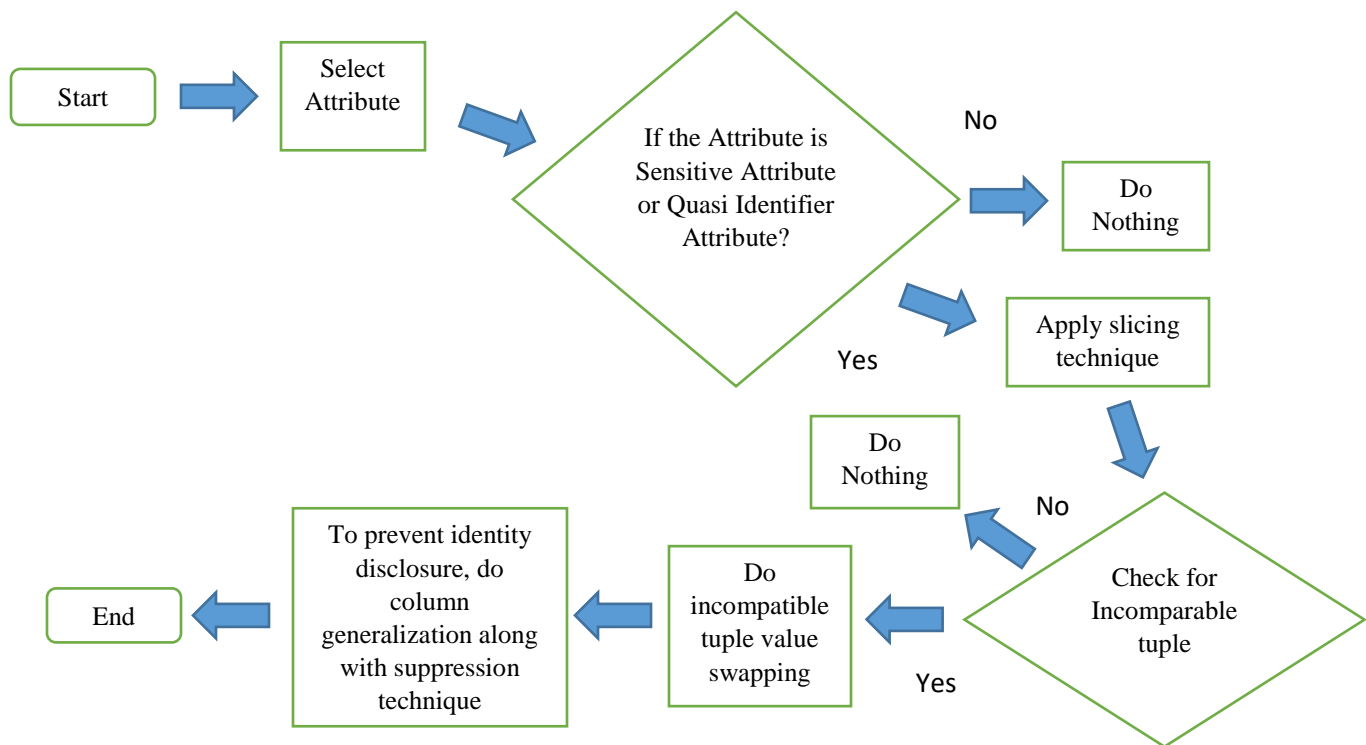 Start
Select
Attribute
If the Attribute is
Sensitive Attribute
or Quasi Identifier
Attribute?
No
Do
Nothing
Yes
Apply slicing
technique
Do
Nothing
No
Check for
Incomparable
tuple
Yes
Do
incompatible
tuple value
swapping
To prevent identity
disclosure, do
column
generalization along
with suppression
technique
End